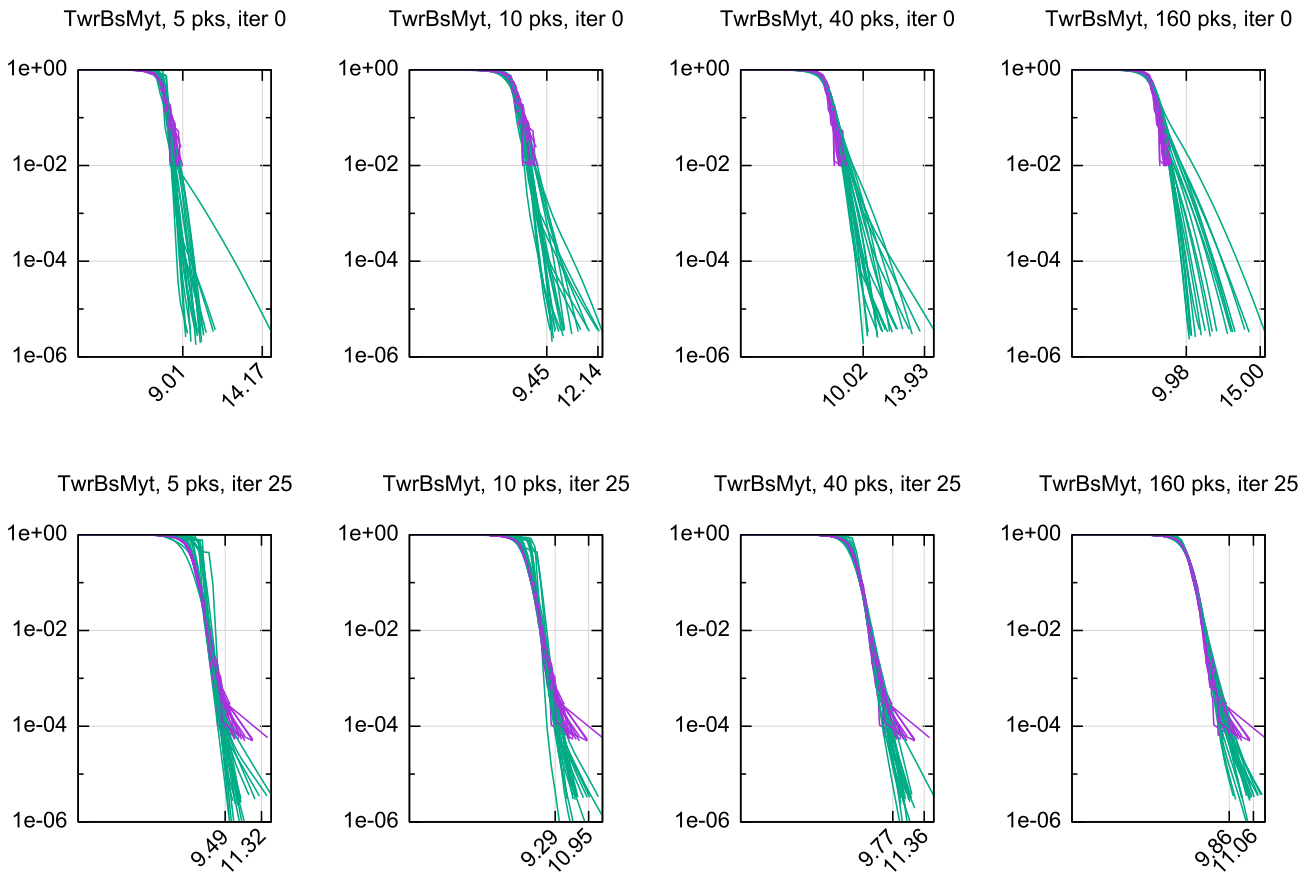 TwrBsMyt, 5 pks, iter 0
1e+00
1e-02
1e-04
1e-06
9.01
14.17
TwrBsMyt, 10 pks, iter 0
1e+00
1e-02
1e-04
1e-06
9.45
12.14
TwrBsMyt, 40 pks, iter 0
1e+00
1e-02
1e-04
1e-06
10.02
13.93
TwrBsMyt, 160 pks, iter 0
1e+00
1e-02
1e-04
1e-06
9.98
15.00
TwrBsMyt, 5 pks, iter 25
1e+00
1e-02
1e-04
1e-06
9.49
11.32
TwrBsMyt, 10 pks, iter 25
1e+00
1e-02
1e-04
1e-06
9.29
10.95
TwrBsMyt, 40 pks, iter 25
1e+00
1e-02
1e-04
1e-06
9.77
11.36
TwrBsMyt, 160 pks, iter 25
1e+00
1e-02
1e-04
1e-06
9.86
11.06